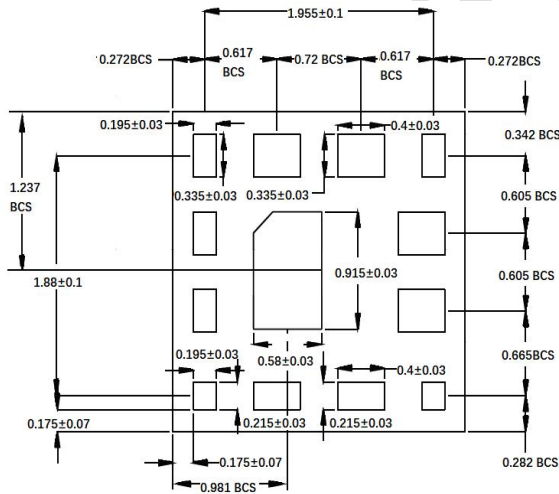 1.955±0.1
0.272BCS
0.617
BCS
0.72 BCS
0.617
BCS
0.272BCS
0.195±0.03
0.4±0.03
0.342 BCS
1.237
BCS
0.335±0.03
0.335±0.03
0.605 BCS
0.605 BCS
1.88±0.1
0.915±0.03
0.195±0.03
0.58±0.03
0.4±0.03
0.665BCS
0.175±0.07
0.215±0.03
0.215±0.03
0.175±0.07
0.282 BCS
0.981 BCS